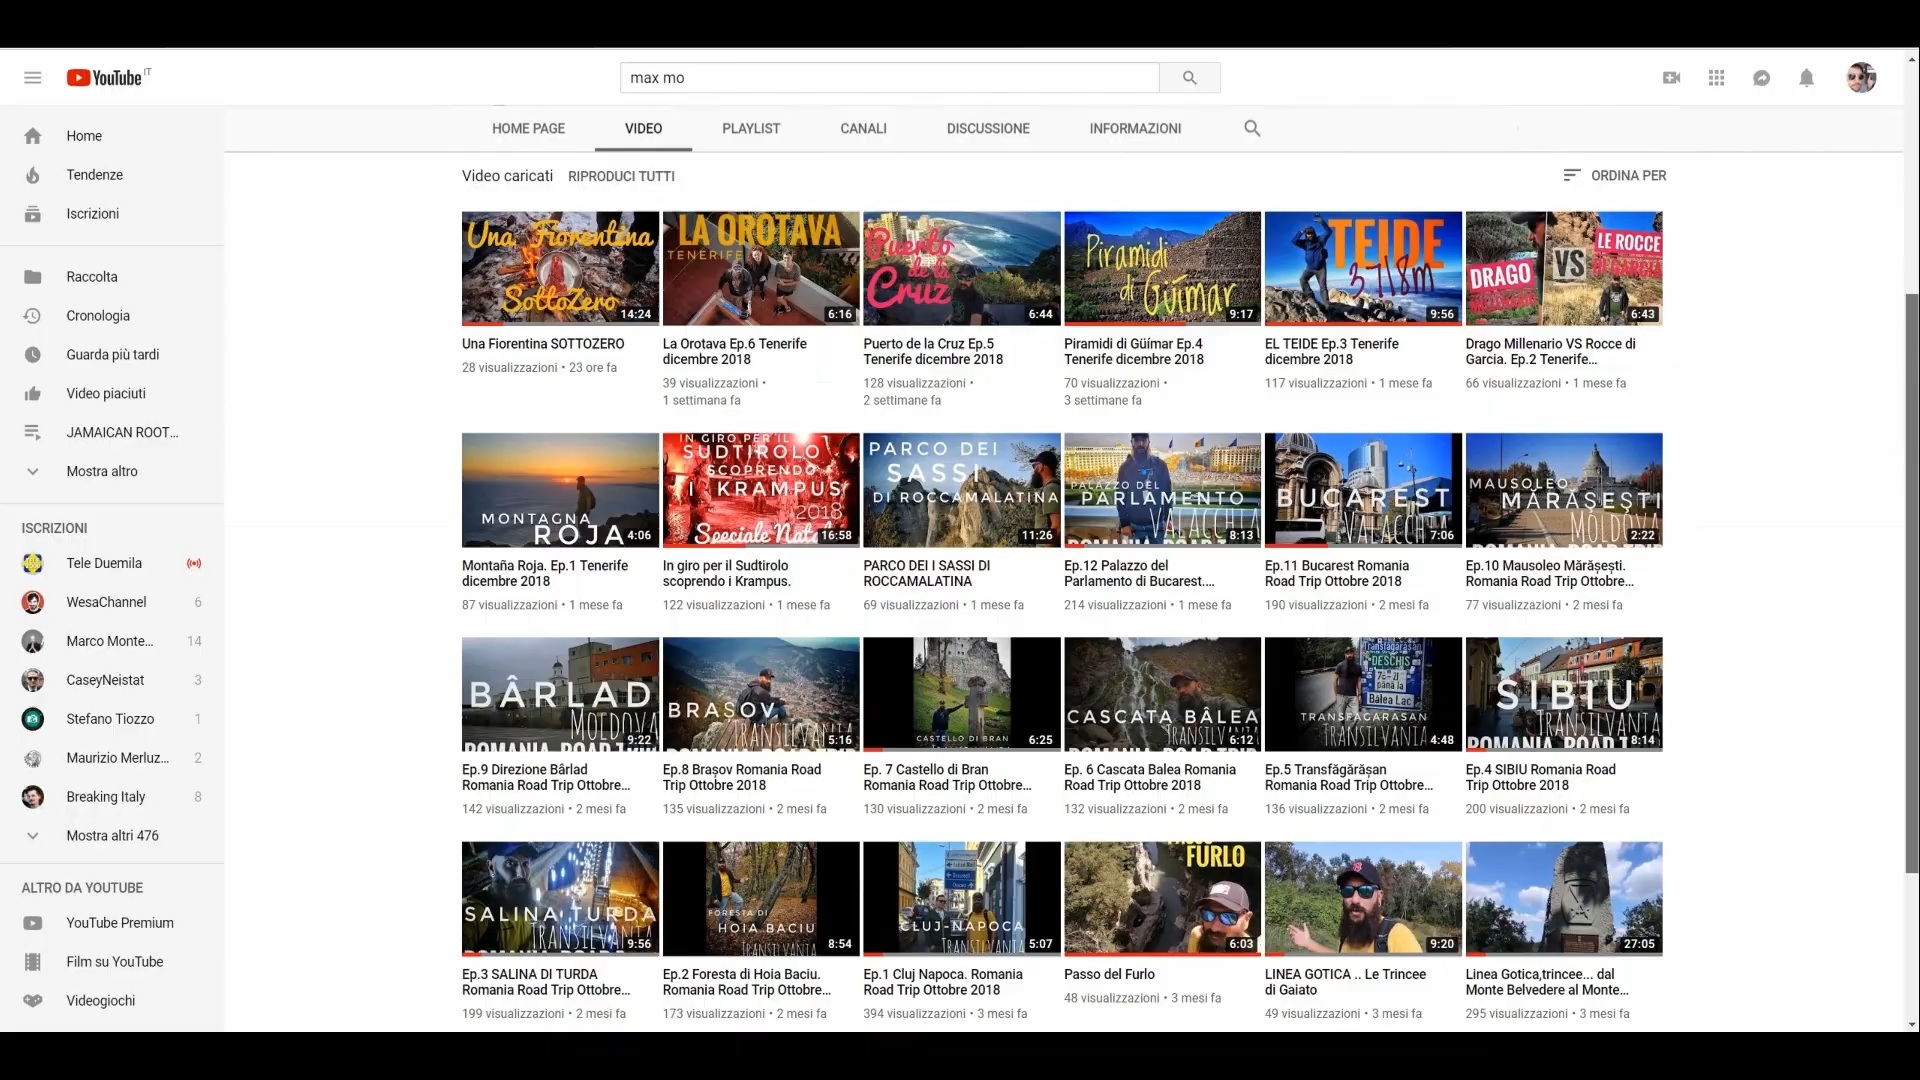 YouTube IT
max mo
HOME PAGE
VIDEO
PLAYLIST
CANALI
DISCUSSIONE
INFORMAZIONI
Home
Tendenze
Iscrizioni
Raccolta
Cronologia
Guarda più tardi
Video piaciuti
JAMAICAN ROOT...
Mostra altro
ISCRIZIONI
Tele Duemila
WesaChannel 6
Marco Monte... 14
CaseyNeistat 3
Stefano Tiozzo 1
Maurizio Merluz... 2
Breaking Italy 8
Mostra altri 476
ALTRO DA YOUTUBE
YouTube Premium
Film su YouTube
Videogiochi
Video caricati RIPRODUCI TUTTI
ORDINA PER
Una Fiorentina
SottoZero
14:24
Una Fiorentina SOTTOZERO
28 visualizzazioni • 23 ore fa
LA OROTAVA
TENERIFE
6:16
La Orotava Ep.6 Tenerife
dicembre 2018
39 visualizzazioni •
1 settimana fa
Puerto
de la
Cruz
6:44
Puerto de la Cruz Ep.5
Tenerife dicembre 2018
128 visualizzazioni •
2 settimane fa
Piramidi
di Güímar
9:17
Piramidi di Güímar Ep.4
Tenerife dicembre 2018
70 visualizzazioni •
3 settimane fa
TEIDE
3718m
9:56
EL TEIDE Ep.3 Tenerife
dicembre 2018
117 visualizzazioni • 1 mese fa
DRAGO
VS
LE ROCCE
DI GARCIA
6:43
Drago Millenario VS Rocce di
Garcia. Ep.2 Tenerife...
66 visualizzazioni • 1 mese fa
MONTAGNA
ROJA
4:06
Montaña Roja. Ep.1 Tenerife
dicembre 2018
87 visualizzazioni • 1 mese fa
IN GIRO PER IL
SUDTIROLO
SCOPRENDO
I KRAMPUS
2018
Speciale Nata
16:58
In giro per il Sudtirolo
scoprendo i Krampus.
122 visualizzazioni • 1 mese fa
PARCO DEI
SASSI
DI ROCCAMALATINA
11:26
PARCO DEI I SASSI DI
ROCCAMALATINA
69 visualizzazioni • 1 mese fa
PALAZZO DEL
PARLAMENTO
VALACCHIA
8:13
Ep.12 Palazzo del
Parlamento di Bucarest....
214 visualizzazioni • 1 mese fa
BUCAREST
VALACCHIA
7:06
Ep.11 Bucarest Romania
Road Trip Ottobre 2018
190 visualizzazioni • 2 mesi fa
MAUSOLEO
MĂRĂȘEȘTI
MOLDOVA
2:22
Ep.10 Mausoleo Mărășești.
Romania Road Trip Ottobre...
77 visualizzazioni • 2 mesi fa
BÂRLAD
MOLDOVA
ROMANIA ROAD
9:22
Ep.9 Direzione Bârlad
Romania Road Trip Ottobre...
142 visualizzazioni • 2 mesi fa
BRAȘOV
TRANSILVANIA
ROMANIA ROAD TRIP
5:16
Ep.8 Brașov Romania Road
Trip Ottobre 2018
135 visualizzazioni • 2 mesi fa
CASTELLO DI BRAN
6:25
Ep. 7 Castello di Bran
Romania Road Trip Ottobre...
130 visualizzazioni • 2 mesi fa
CASCATA BÂLEA
TRANSILVANIA
ROMANIA ROAD TRIP
6:12
Ep. 6 Cascata Balea Romania
Road Trip Ottobre 2018
132 visualizzazioni • 2 mesi fa
Transfăgărășan
DESCHIS
până la
Bâlea Lac
TRANSFAGARASAN
TRANSILVANIA
4:48
Ep.5 Transfăgărășan
Romania Road Trip Ottobre...
136 visualizzazioni • 2 mesi fa
SIBIU
TRANSILVANIA
ROMANIA ROAD
8:14
Ep.4 SIBIU Romania Road
Trip Ottobre 2018
200 visualizzazioni • 2 mesi fa
SALINA TURDA
TRANSILVANIA
9:56
Ep.3 SALINA DI TURDA
Romania Road Trip Ottobre...
199 visualizzazioni • 2 mesi fa
FORESTA DI
HOIA BACIU
TRANSILVANIA
8:54
Ep.2 Foresta di Hoia Baciu.
Romania Road Trip Ottobre...
173 visualizzazioni • 2 mesi fa
CLUJ-NAPOCA
TRANSILVANIA
5:07
Ep.1 Cluj Napoca. Romania
Road Trip Ottobre 2018
394 visualizzazioni • 3 mesi fa
FURLO
6:03
Passo del Furlo
48 visualizzazioni • 3 mesi fa
9:20
LINEA GOTICA .. Le Trincee
di Gaiato
49 visualizzazioni • 3 mesi fa
27:05
Linea Gotica,trincee... dal
Monte Belvedere al Monte...
295 visualizzazioni • 3 mesi fa